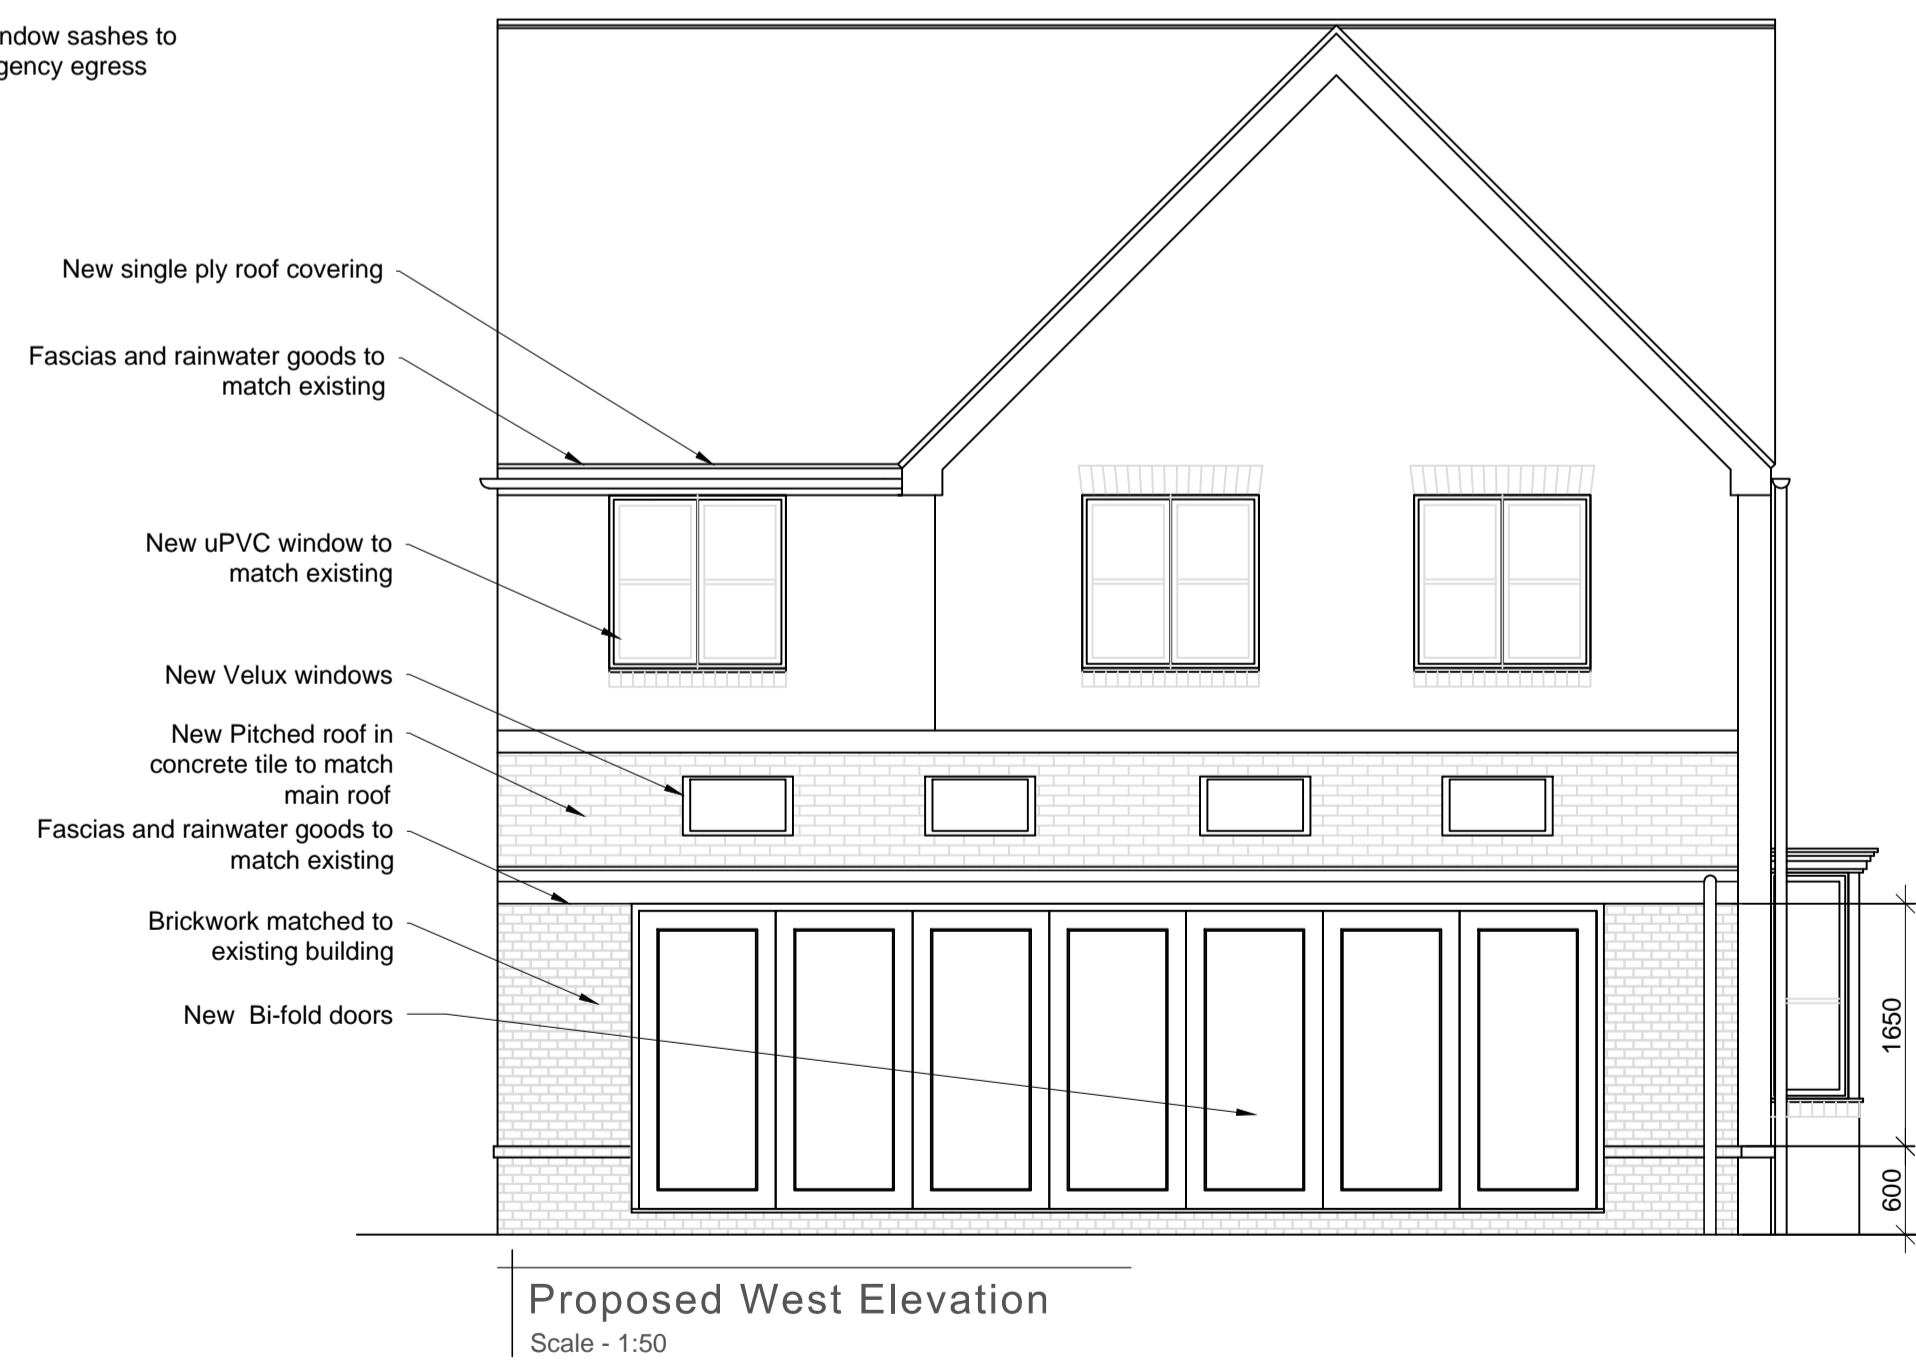 ndow sashes to
gency egress
New single ply roof covering
Fascias and rainwater goods to
match existing
New uPVC window to
match existing
New Velux windows
New Pitched roof in
concrete tile to match
main roof
Fascias and rainwater goods to
match existing
Brickwork matched to
existing building
New Bi-fold doors
1650
600
Proposed West Elevation
Scale - 1:50